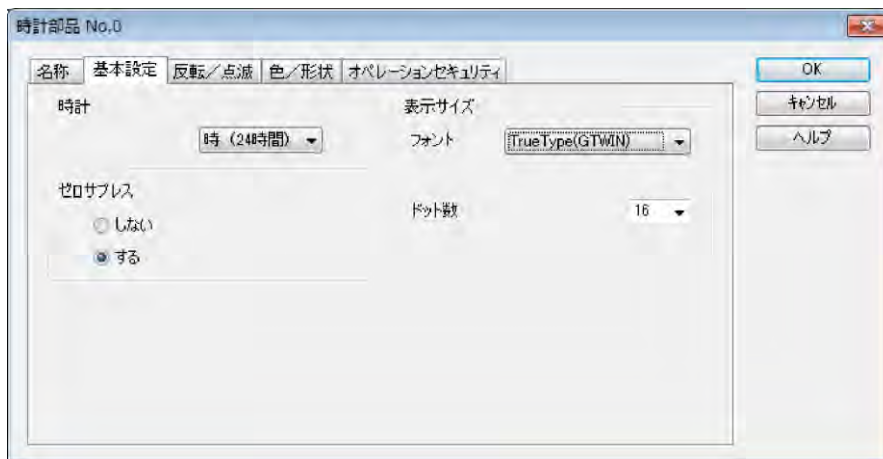 時計部品 No.0
名称 基本設定 反転／点滅 色／形状 オペレーションセキュリティ
OK
キャンセル
ヘルプ
時計
時（24時間）
表示サイズ
フォント TrueType(GTWIN)
ゼロサプレス
しない
する
ドット数 16